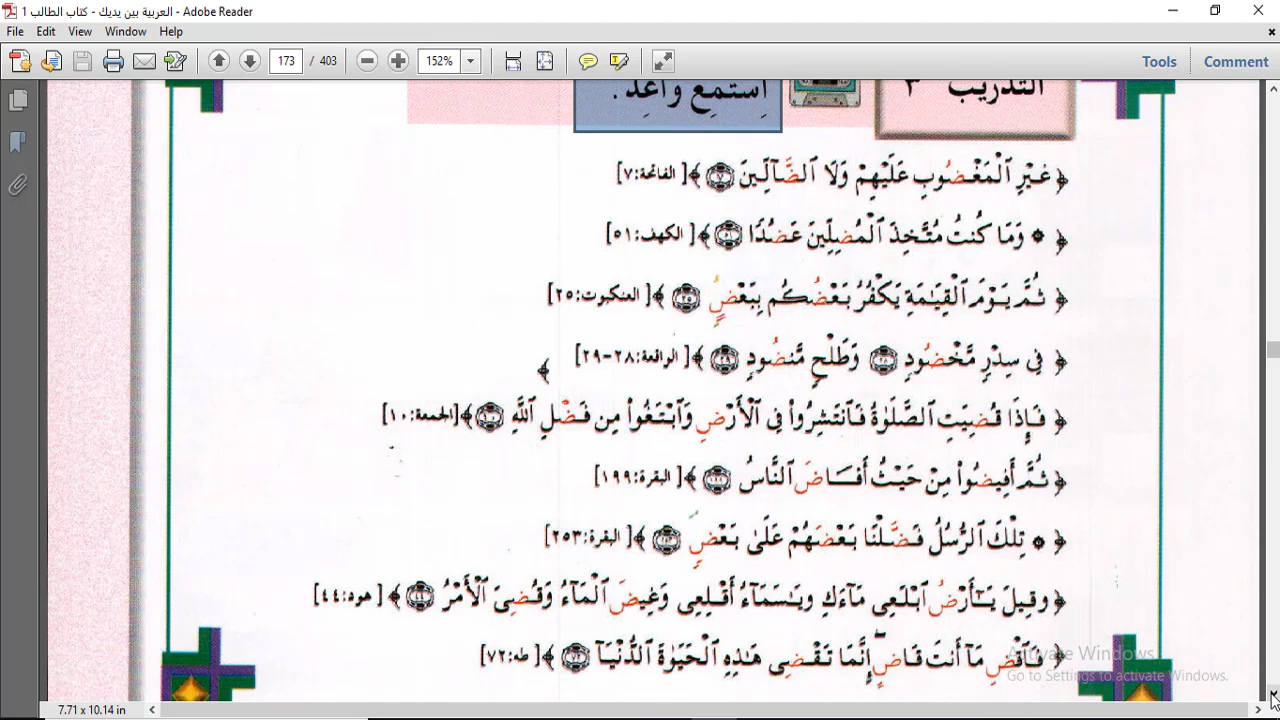 العربية بين يديك - كتاب الطالب 1 - Adobe Reader
File Edit View Window Help
173 / 403 152% Tools Comment
التدريب ٣ اِستَمِع وأَعِد .
﴿ غَيْرِ ٱلْمَغْضُوبِ عَلَيْهِمْ وَلَا ٱلضَّآلِّينَ ٧ ﴾ [ الفاتحة:٧]
﴿ ۞ وَمَا كُنتُ مُتَّخِذَ ٱلْمُضِلِّينَ عَضُدًا ٥١ ﴾ [ الكهف:٥١]
﴿ ثُمَّ يَوْمَ ٱلْقِيَٰمَةِ يَكْفُرُ بَعْضُكُم بِبَعْضٍ ٢٥ ﴾ [ العنكبوت:٢٥]
﴿ فِى سِدْرٍ مَّخْضُودٍ ٢٨ وَطَلْحٍ مَّنضُودٍ ٢٩ ﴾ [ الواقعة:٢٨-٢٩]
﴿ فَإِذَا قُضِيَتِ ٱلصَّلَوٰةُ فَٱنتَشِرُوا۟ فِى ٱلْأَرْضِ وَٱبْتَغُوا۟ مِن فَضْلِ ٱللَّهِ ١٠ ﴾ [الجمعة:١٠]
﴿ ثُمَّ أَفِيضُوا۟ مِنْ حَيْثُ أَفَاضَ ٱلنَّاسُ ١٩٩ ﴾ [ البقرة:١٩٩]
﴿ ۞ تِلْكَ ٱلرُّسُلُ فَضَّلْنَا بَعْضَهُمْ عَلَىٰ بَعْضٍ ٢٥٣ ﴾ [ البقرة:٢٥٣]
﴿ وَقِيلَ يَٰٓأَرْضُ ٱبْلَعِى مَآءَكِ وَيَٰسَمَآءُ أَقْلِعِى وَغِيضَ ٱلْمَآءُ وَقُضِىَ ٱلْأَمْرُ ٤٤ ﴾ [ هود:٤٤]
﴿ فَٱقْضِ مَآ أَنتَ قَاضٍ إِنَّمَا تَقْضِى هَٰذِهِ ٱلْحَيَوٰةَ ٱلدُّنْيَآ ٧٢ ﴾ [ طه:٧٢]
Activate Windows
Go to Settings to activate Windows.
7.71 x 10.14 in